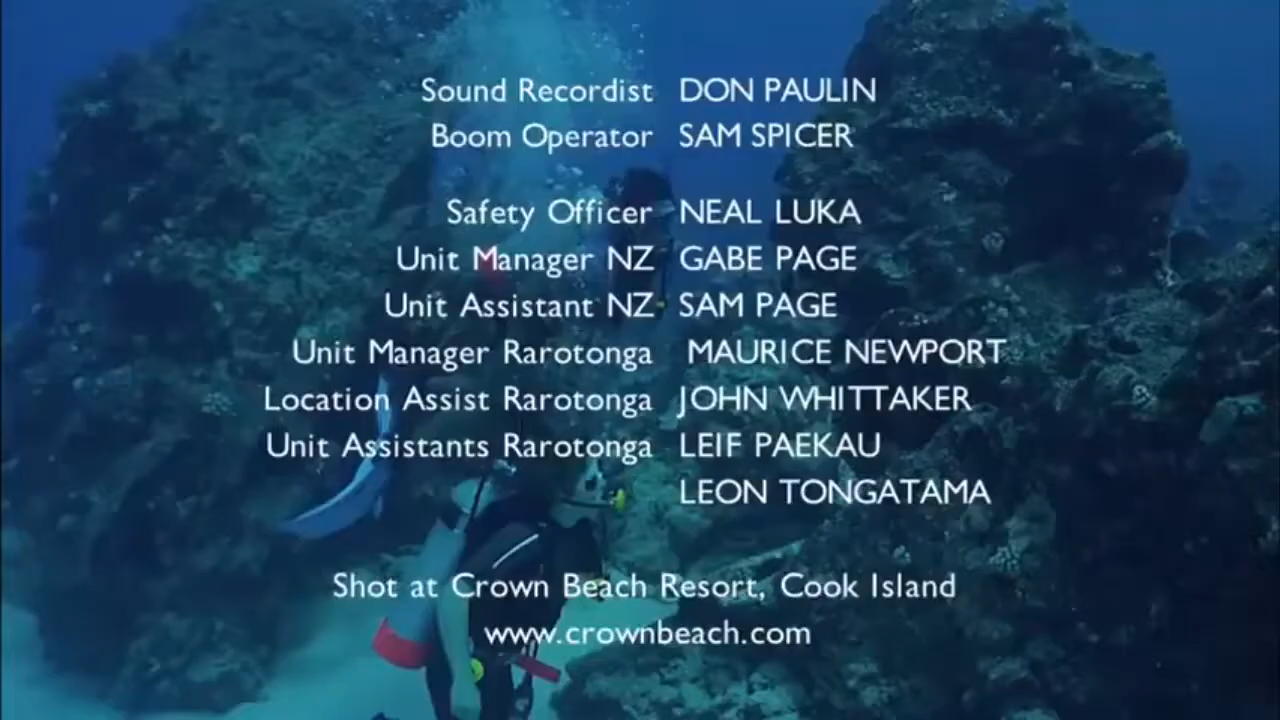 Sound Recordist DON PAULIN
Boom Operator SAM SPICER
Safety Officer NEAL LUKA
Unit Manager NZ GABE PAGE
Unit Assistant NZ SAM PAGE
Unit Manager Rarotonga MAURICE NEWPORT
Location Assist Rarotonga JOHN WHITTAKER
Unit Assistants Rarotonga LEIF PAEKAU
LEON TONGATAMA
Shot at Crown Beach Resort, Cook Island
www.crownbeach.com